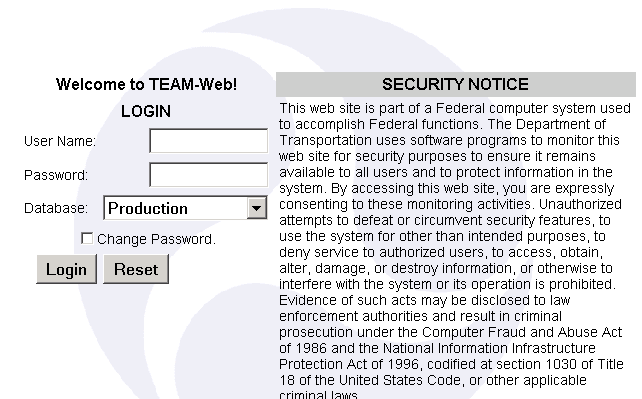 Welcome to TEAM-Web!
LOGIN
User Name:
Password:
Database: Production
Change Password.
Login Reset
SECURITY NOTICE
This web site is part of a Federal computer system used
to accomplish Federal functions. The Department of
Transportation uses software programs to monitor this
web site for security purposes to ensure it remains
available to all users and to protect information in the
system. By accessing this web site, you are expressly
consenting to these monitoring activities. Unauthorized
attempts to defeat or circumvent security features, to
use the system for other than intended purposes, to
deny service to authorized users, to access, obtain,
alter, damage, or destroy information, or otherwise to
interfere with the system or its operation is prohibited.
Evidence of such acts may be disclosed to law
enforcement authorities and result in criminal
prosecution under the Computer Fraud and Abuse Act
of 1986 and the National Information Infrastructure
Protection Act of 1996, codified at section 1030 of Title
18 of the United States Code, or other applicable
criminal laws.